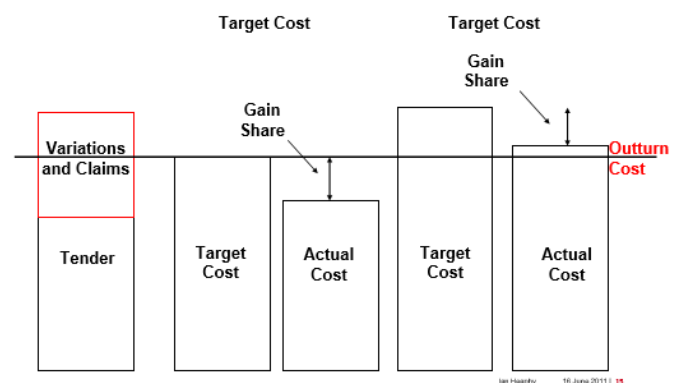 Target Cost
Target Cost
Gain
Share
Gain
Share
Variations
and Claims
Outturn
Cost
Tender
Target
Cost
Actual
Cost
Target
Cost
Actual
Cost
16 June 2011 |